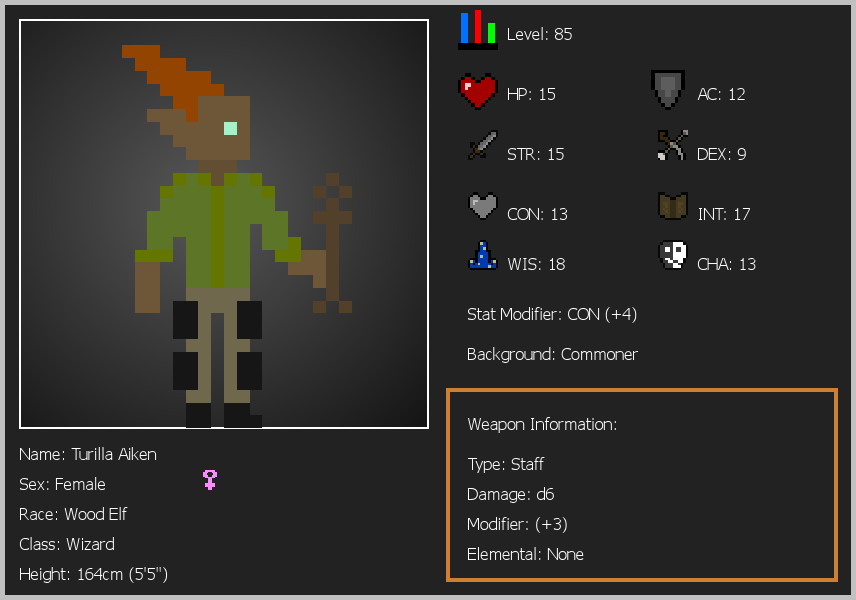 Level: 85
HP: 15
AC: 12
STR: 15
DEX: 9
CON: 13
INT: 17
WIS: 18
CHA: 13
Stat Modifier: CON (+4)
Background: Commoner
Weapon Information:
Type: Staff
Damage: d6
Modifier: (+3)
Elemental: None
Name: Turilla Aiken
Sex: Female
Race: Wood Elf
Class: Wizard
Height: 164cm (5'5")